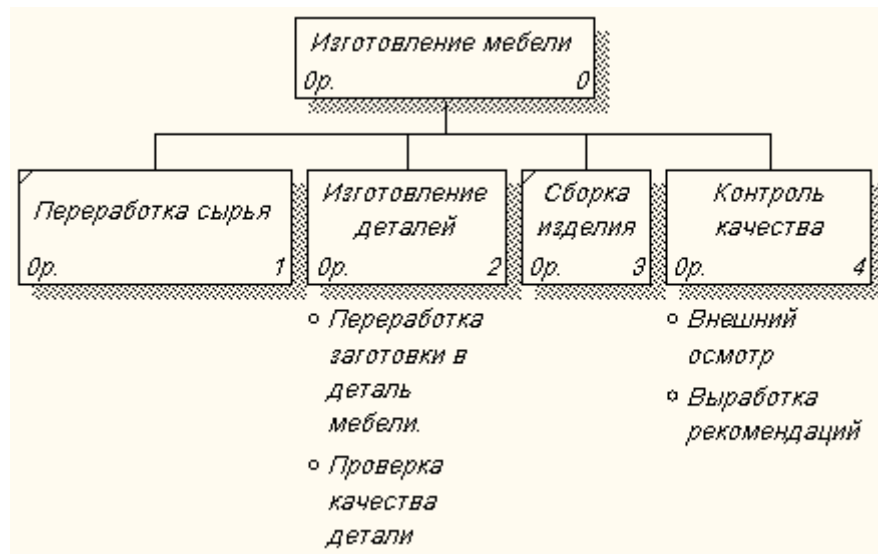 Изготовление мебели
0р. 0
Переработка сырья
0р. 1
Изготовление
деталей
0р. 2
Сборка
изделия
0р. 3
Контроль
качества
0р. 4
Переработка
заготовки в
деталь
мебели.
Проверка
качества
детали
Внешний
осмотр
Выработка
рекомендаций